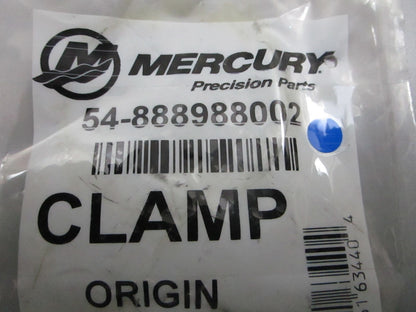 MERCURY
Precision Parts
54-888988002
CLAMP
ORIGIN